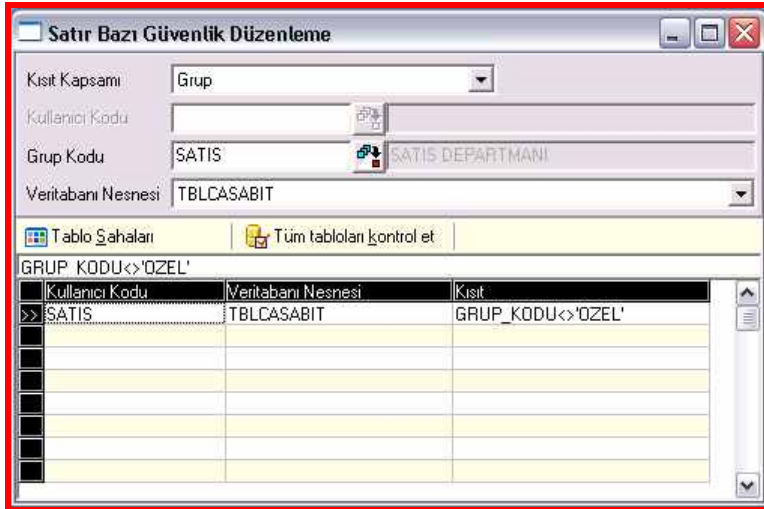 Satır Bazı Güvenlik Düzenleme
Kısıt Kapsamı Grup
Kullanıcı Kodu
Grup Kodu SATIS SATIS DEPARTMANI
Veritabanı Nesnesi TBLCASABIT
Tablo Sahaları Tüm tabloları kontrol et
GRUP_KODU<>'OZEL'
Kullanıcı Kodu Veritabanı Nesnesi Kısıt
>> SATIS TBLCASABIT GRUP_KODU<>'OZEL'